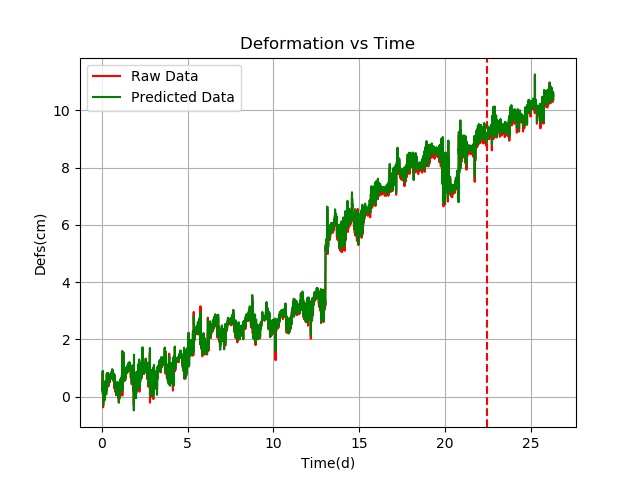 Deformation vs Time
Raw Data
Predicted Data
Defs(cm)
10
8
6
4
2
0
0 5 10 15 20 25
Time(d)